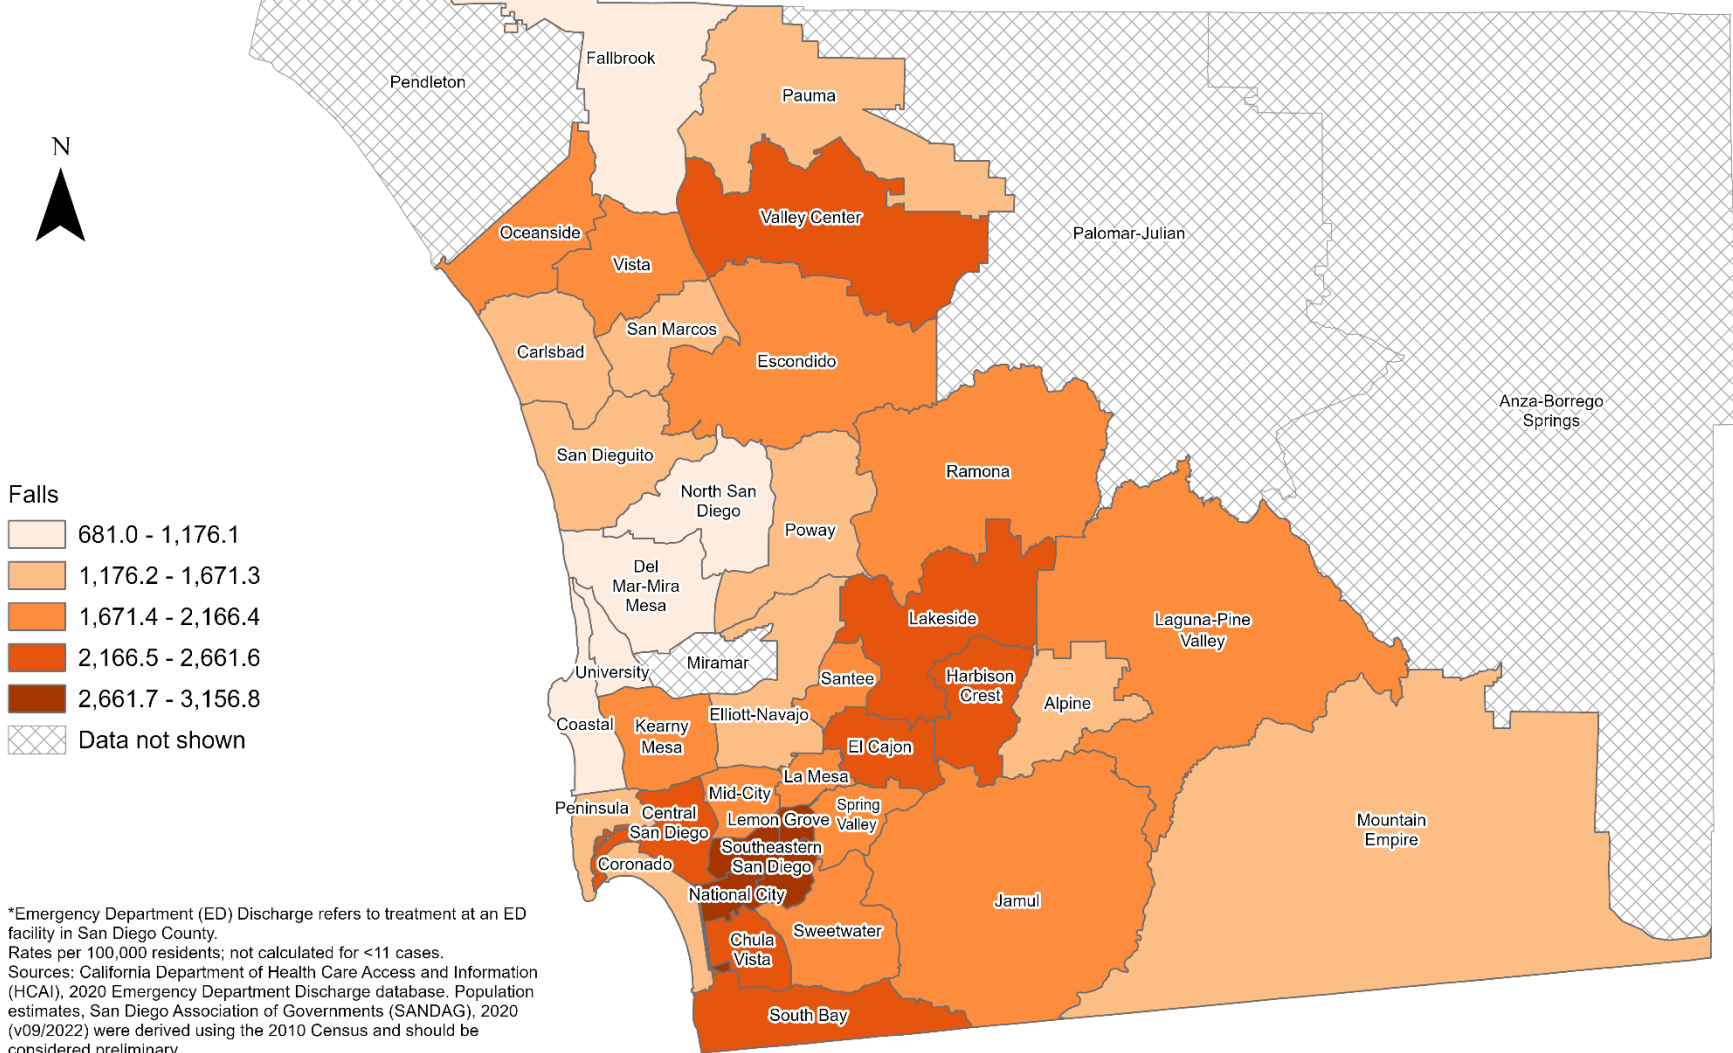 Fallbrook
Pendleton
Pauma
N
Valley Center
Oceanside
Palomar-Julian
Vista
San Marcos
Carlsbad
Escondido
Anza-Borrego
Springs
San Dieguito
Ramona
North San
Diego
Poway
Del
Mar-Mira
Mesa
Lakeside
Laguna-Pine
Valley
Miramar
University
Santee
Harbison
Crest
Alpine
Elliott-Navajo
Coastal
Kearny
Mesa
El Cajon
La Mesa
Mid-City
Peninsula
Central
San Diego
Spring
Valley
Lemon Grove
Mountain
Empire
Southeastern
San Diego
Coronado
National City
Jamul
Sweetwater
Chula
Vista
South Bay
Falls
681.0 - 1,176.1
1,176.2 - 1,671.3
1,671.4 - 2,166.4
2,166.5 - 2,661.6
2,661.7 - 3,156.8
Data not shown
*Emergency Department (ED) Discharge refers to treatment at an ED
facility in San Diego County.
Rates per 100,000 residents; not calculated for <11 cases.
Sources: California Department of Health Care Access and Information
(HCAI), 2020 Emergency Department Discharge database. Population
estimates, San Diego Association of Governments (SANDAG), 2020
(v09/2022) were derived using the 2010 Census and should be
considered preliminary.